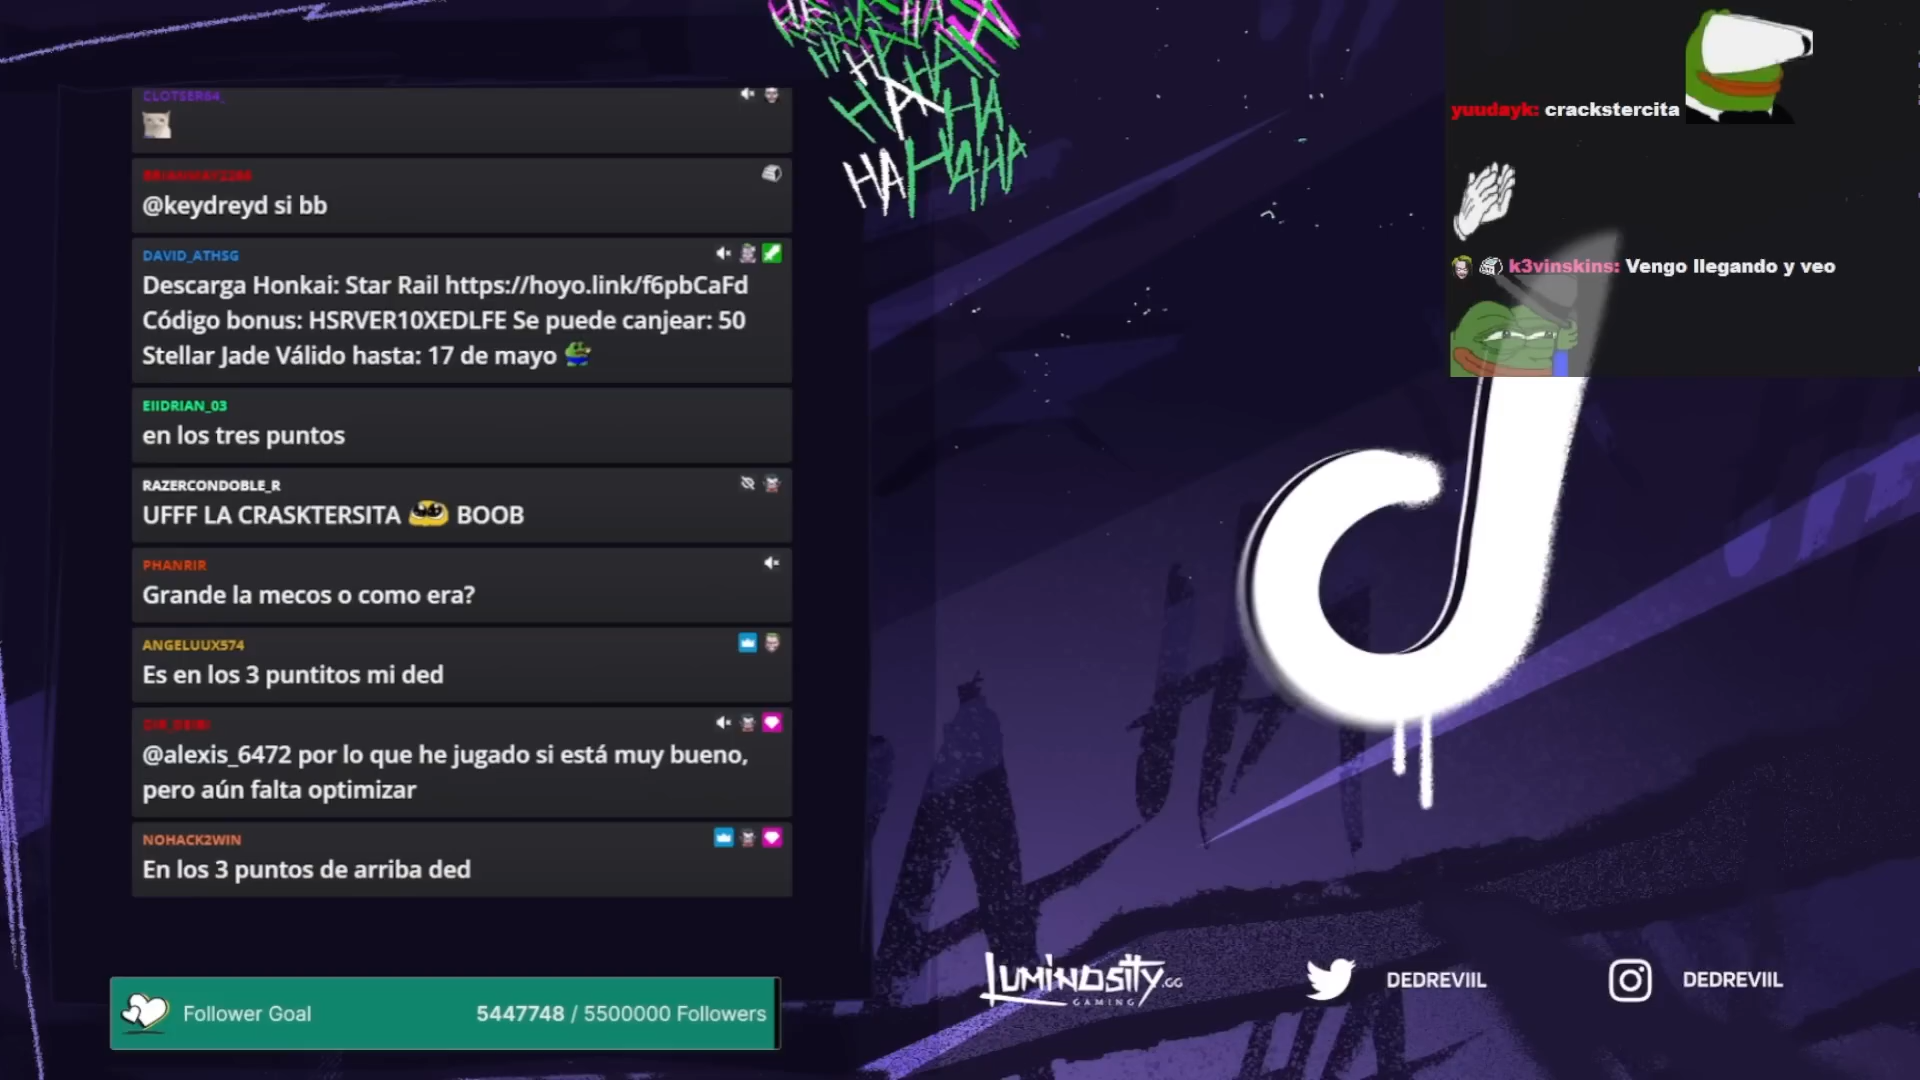 CLOTSER64_
@keydreyd si bb
DAVID_ATHSG
Descarga Honkai: Star Rail https://hoyo.link/f6pbCaFd
Código bonus: HSRVER10XEDLFE Se puede canjear: 50
Stellar Jade Válido hasta: 17 de mayo
EIIDRIAN_03
en los tres puntos
RAZERCONDOBLE_R
UFFF LA CRASKTERSITA BOOB
PHANRIR
Grande la mecos o como era?
ANGELUUX574
Es en los 3 puntitos mi ded
@alexis_6472 por lo que he jugado si está muy bueno,
pero aún falta optimizar
NOHACK2WIN
En los 3 puntos de arriba ded
Follower Goal 5447748 / 5500000 Followers
HA HA
HA HAHA
yuudayk: crackstercita
k3vinskins: Vengo llegando y veo
LUMINOSITY.GG
GAMING
DEDREVIIL
DEDREVIIL